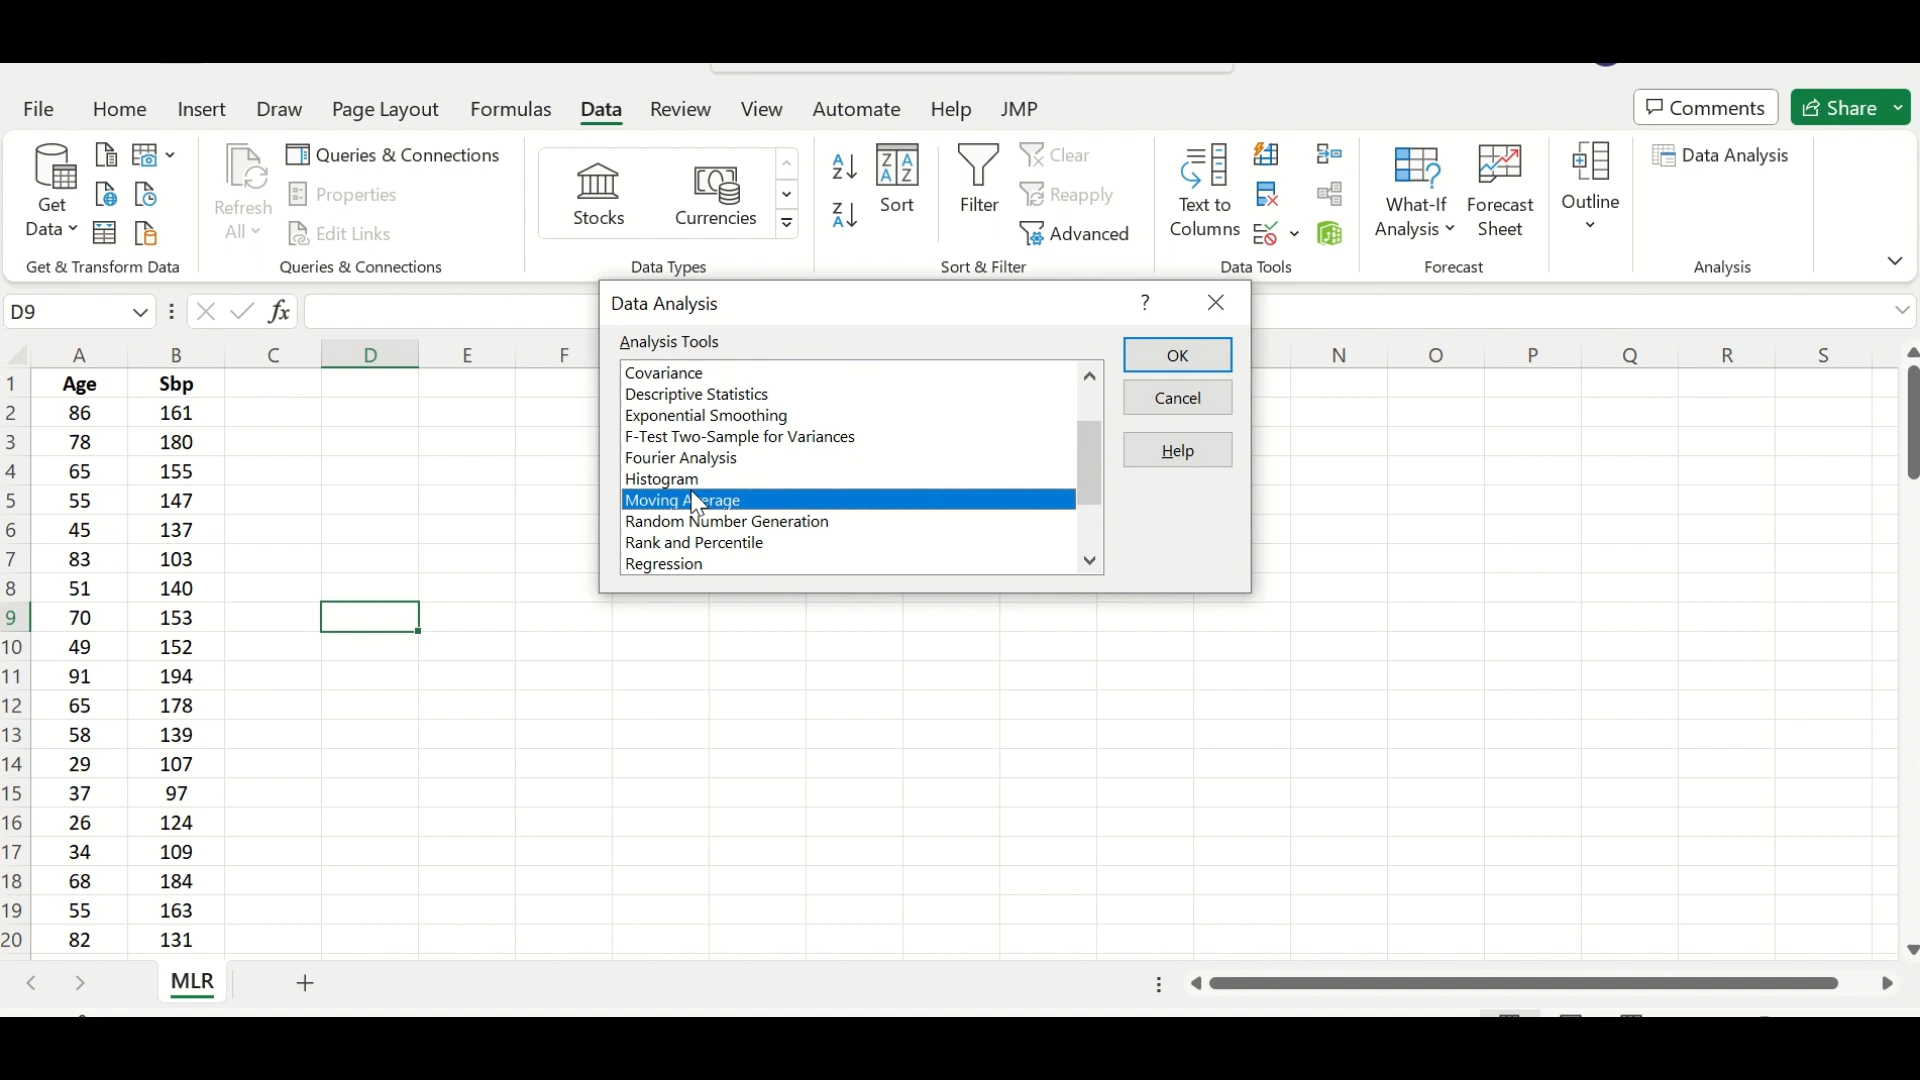 File Home Insert Draw Page Layout Formulas Data Review View Automate Help JMP Comments Share
Get Data
Get & Transform Data
Refresh All
Queries & Connections
Properties
Edit Links
Queries & Connections
Stocks Currencies
Data Types
Sort
Filter
Clear
Reapply
Advanced
Sort & Filter
Text to Columns
Data Tools
What-If Analysis
Forecast Sheet
Forecast
Outline
Data Analysis
Analysis
D9 fx
Data Analysis ?
Analysis Tools
Covariance
Descriptive Statistics
Exponential Smoothing
F-Test Two-Sample for Variances
Fourier Analysis
Histogram
Moving Average
Random Number Generation
Rank and Percentile
Regression
OK
Cancel
Help
A B C D E F N O P Q R S
1 Age Sbp
2 86 161
3 78 180
4 65 155
5 55 147
6 45 137
7 83 103
8 51 140
9 70 153
10 49 152
11 91 194
12 65 178
13 58 139
14 29 107
15 37 97
16 26 124
17 34 109
18 68 184
19 55 163
20 82 131
MLR